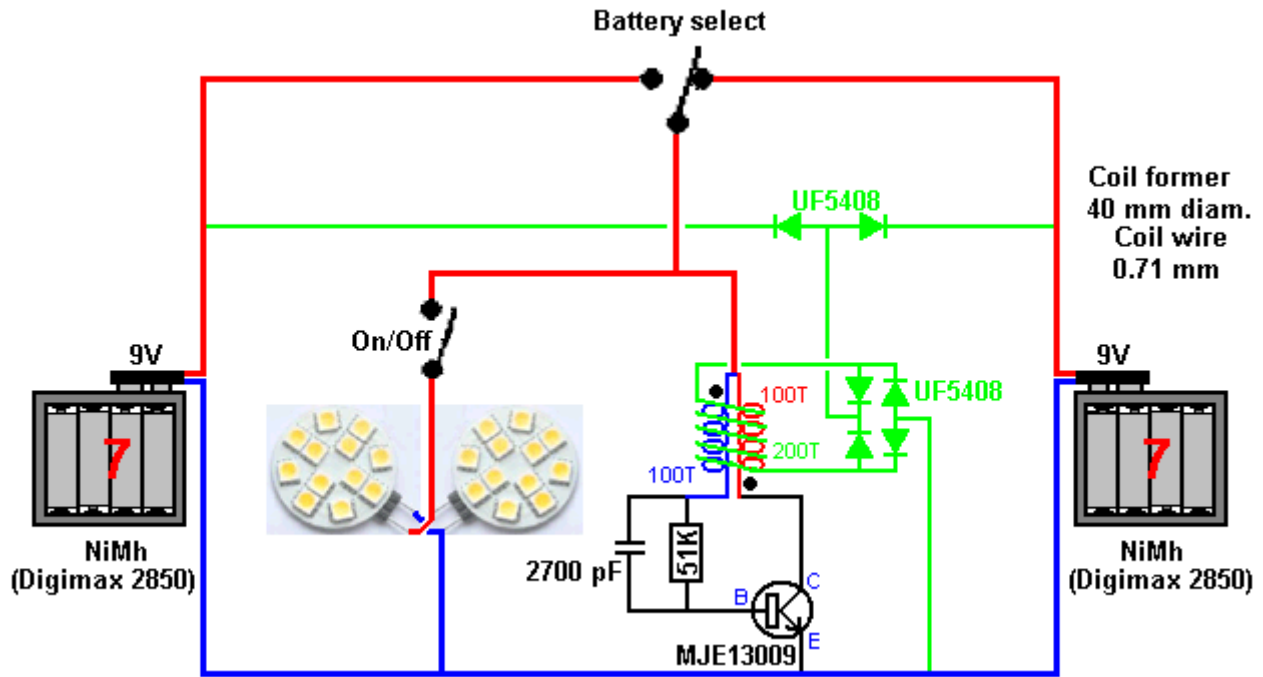 Battery select
UF5408
Coil former
40 mm diam.
Coil wire
0.71 mm
On/Off
9V
9V
100T
UF5408
200T
100T
7
7
2700 pF
51K
B
C
E
MJE13009
NiMh
(Digimax 2850)
NiMh
(Digimax 2850)